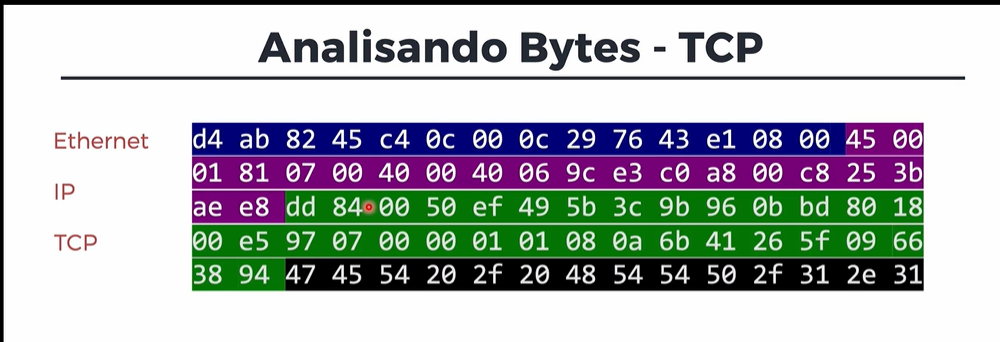 Analisando Bytes - TCP
Ethernet
IP
TCP
d4 ab 82 45 c4 0c 00 0c 29 76 43 e1 08 00 45 00
01 81 07 00 40 00 40 06 9c e3 c0 a8 00 c8 25 3b
ae e8 dd 84 00 50 ef 49 5b 3c 9b 96 0b bd 80 18
00 e5 97 07 00 00 01 01 08 0a 6b 41 26 5f 09 66
38 94 47 45 54 20 2f 20 48 54 54 50 2f 31 2e 31